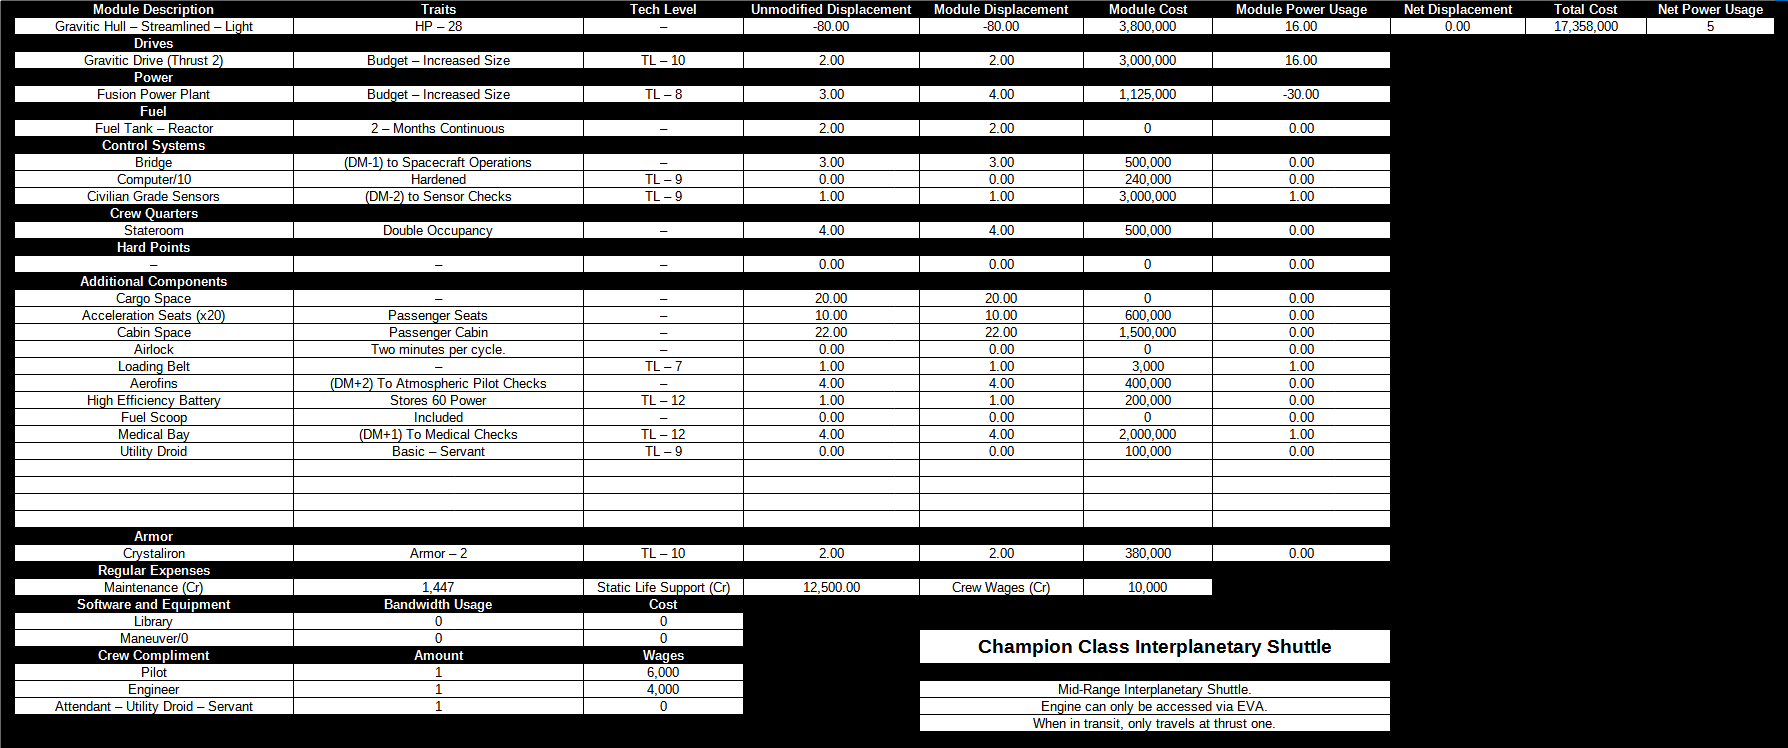 Module Description Traits Tech Level Unmodified Displacement Module Displacement Module Cost Module Power Usage Net Displacement Total Cost Net Power Usage
Gravitic Hull – Streamlined – Light HP – 28 – -80.00 -80.00 3,800,000 16.00 0.00 17,358,000 5
Drives
Gravitic Drive (Thrust 2) Budget – Increased Size TL – 10 2.00 2.00 3,000,000 16.00
Power
Fusion Power Plant Budget – Increased Size TL – 8 3.00 4.00 1,125,000 -30.00
Fuel
Fuel Tank – Reactor 2 – Months Continuous – 2.00 2.00 0 0.00
Control Systems
Bridge (DM-1) to Spacecraft Operations – 3.00 3.00 500,000 0.00
Computer/10 Hardened TL – 9 0.00 0.00 240,000 0.00
Civilian Grade Sensors (DM-2) to Sensor Checks TL – 9 1.00 1.00 3,000,000 1.00
Crew Quarters
Stateroom Double Occupancy – 4.00 4.00 500,000 0.00
Hard Points
– – – 0.00 0.00 0 0.00
Additional Components
Cargo Space – – 20.00 20.00 0 0.00
Acceleration Seats (x20) Passenger Seats – 10.00 10.00 600,000 0.00
Cabin Space Passenger Cabin – 22.00 22.00 1,500,000 0.00
Airlock Two minutes per cycle. – 0.00 0.00 0 0.00
Loading Belt – TL – 7 1.00 1.00 3,000 1.00
Aerofins (DM+2) To Atmospheric Pilot Checks – 4.00 4.00 400,000 0.00
High Efficiency Battery Stores 60 Power TL – 12 1.00 1.00 200,000 0.00
Fuel Scoop Included – 0.00 0.00 0 0.00
Medical Bay (DM+1) To Medical Checks TL – 12 4.00 4.00 2,000,000 1.00
Utility Droid Basic – Servant TL – 9 0.00 0.00 100,000 0.00
Armor
Crystaliron Armor – 2 TL – 10 2.00 2.00 380,000 0.00
Regular Expenses
Maintenance (Cr) 1,447 Static Life Support (Cr) 12,500.00 Crew Wages (Cr) 10,000
Software and Equipment Bandwidth Usage Cost
Library 0 0
Maneuver/0 0 0
Crew Compliment Amount Wages
Pilot 1 6,000
Engineer 1 4,000
Attendant – Utility Droid – Servant 1 0
Champion Class Interplanetary Shuttle
Mid-Range Interplanetary Shuttle.
Engine can only be accessed via EVA.
When in transit, only travels at thrust one.